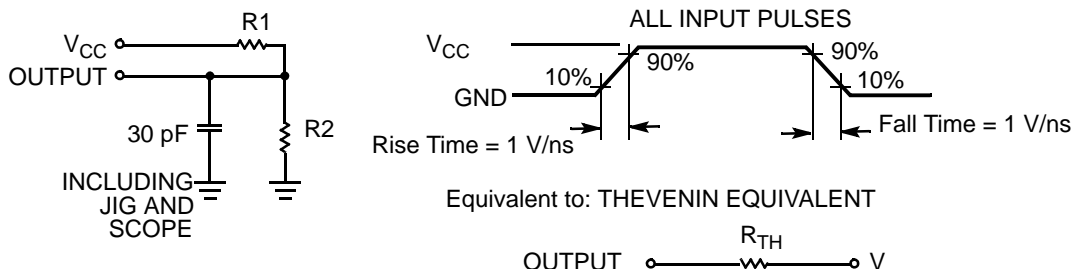 R1
V_CC
OUTPUT
30 pF
R2
INCLUDING
JIG AND
SCOPE
ALL INPUT PULSES
V_CC
GND
10%
90%
90%
10%
Rise Time = 1 V/ns
Fall Time = 1 V/ns
Equivalent to: THEVENIN EQUIVALENT
R_TH
OUTPUT
V